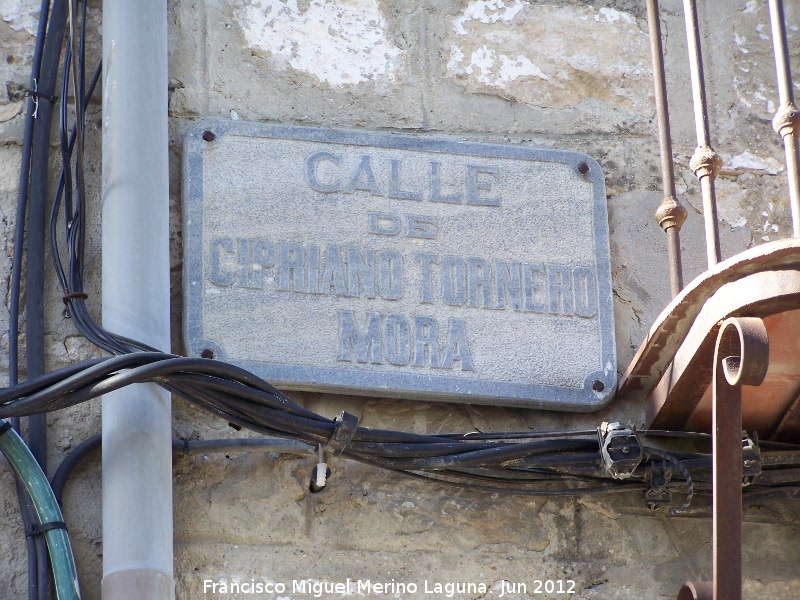 CALLE
DE
CIPRIANO TORNERO
MORA
Francisco Miguel Merino Laguna. Jun 2012